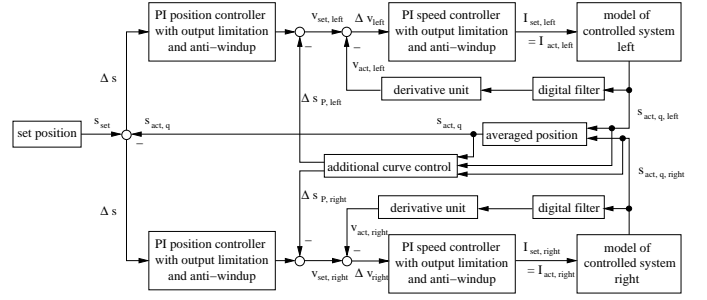 PI position controller
with output limitation
and anti−windup
v set, left
Δ v left
PI speed controller
with output limitation
and anti−windup
I set, left
= I act, left
model of
controlled system
left
Δ s
v act, left
derivative unit
digital filter
Δ s P, left
s act, q, left
set position
s set
s act, q
s act, q
averaged position
additional curve control
s act, q, right
Δ s
Δ s P, right
derivative unit
digital filter
v act, right
PI position controller
with output limitation
and anti−windup
v set, right
Δ v right
PI speed controller
with output limitation
and anti−windup
I set, right
= I act, right
model of
controlled system
right